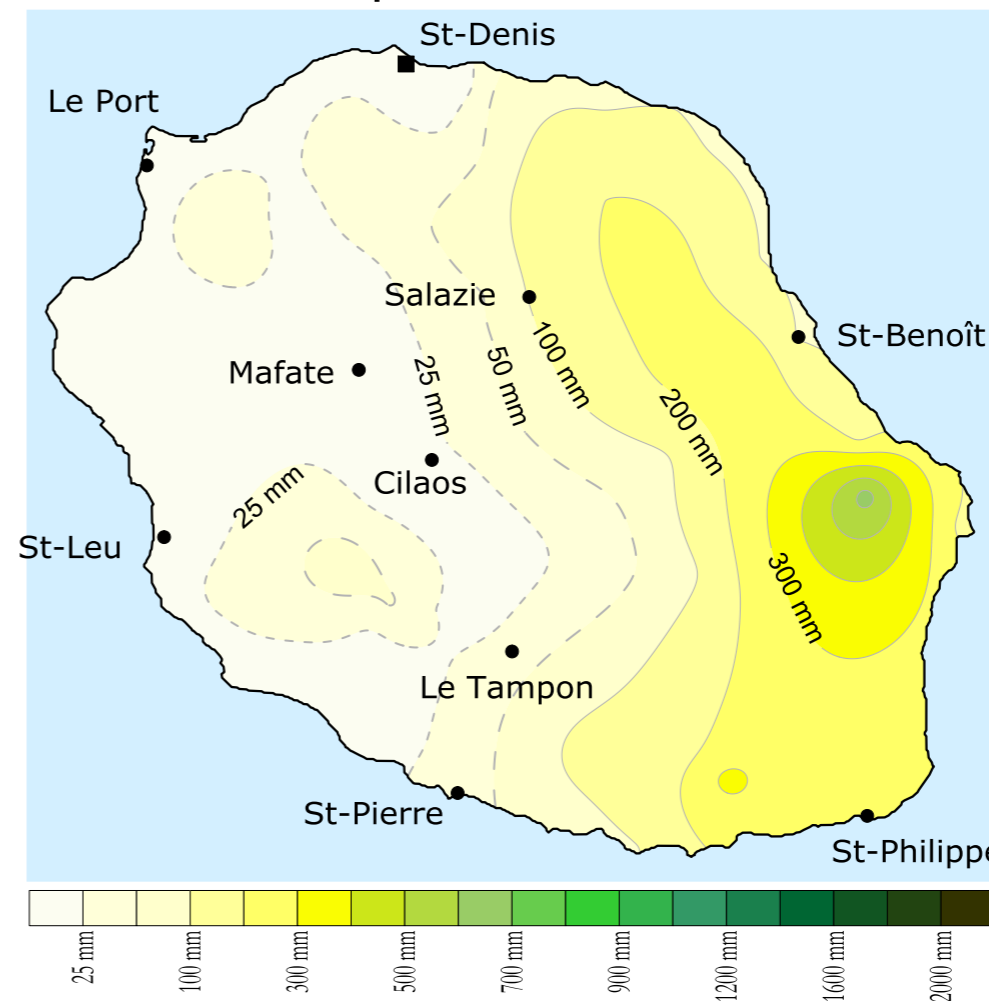 St-Denis
Le Port
Salazie
St-Benoît
100 mm
Mafate
25 mm
50 mm
200 mm
Cilaos
25 mm
St-Leu
300 mm
Le Tampon
St-Pierre
St-Philippe
25 mm
100 mm
300 mm
500 mm
700 mm
900 mm
1200 mm
1600 mm
2000 mm